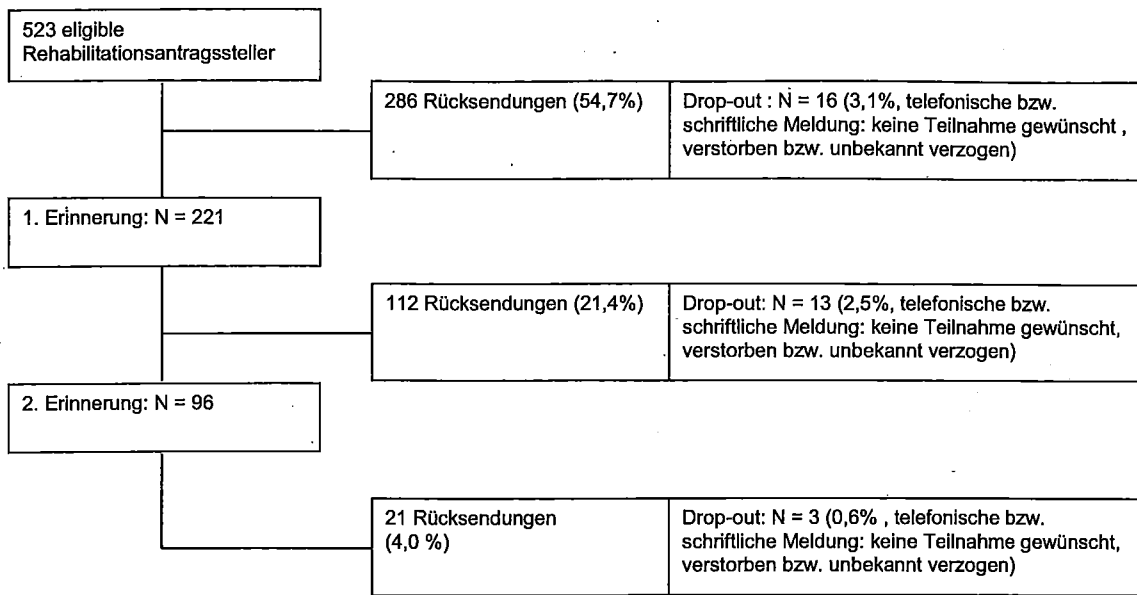 523 eligible
Rehabilitationsantragssteller
286 Rücksendungen (54,7%)
Drop-out : N = 16 (3,1%, telefonische bzw.
schriftliche Meldung: keine Teilnahme gewünscht ,
verstorben bzw. unbekannt verzogen)
1. Erinnerung: N = 221
112 Rücksendungen (21,4%)
Drop-out: N = 13 (2,5%, telefonische bzw.
schriftliche Meldung: keine Teilnahme gewünscht,
verstorben bzw. unbekannt verzogen)
2. Erinnerung: N = 96
21 Rücksendungen
(4,0 %)
Drop-out: N = 3 (0,6% , telefonische bzw.
schriftliche Meldung: keine Teilnahme gewünscht,
verstorben bzw. unbekannt verzogen)